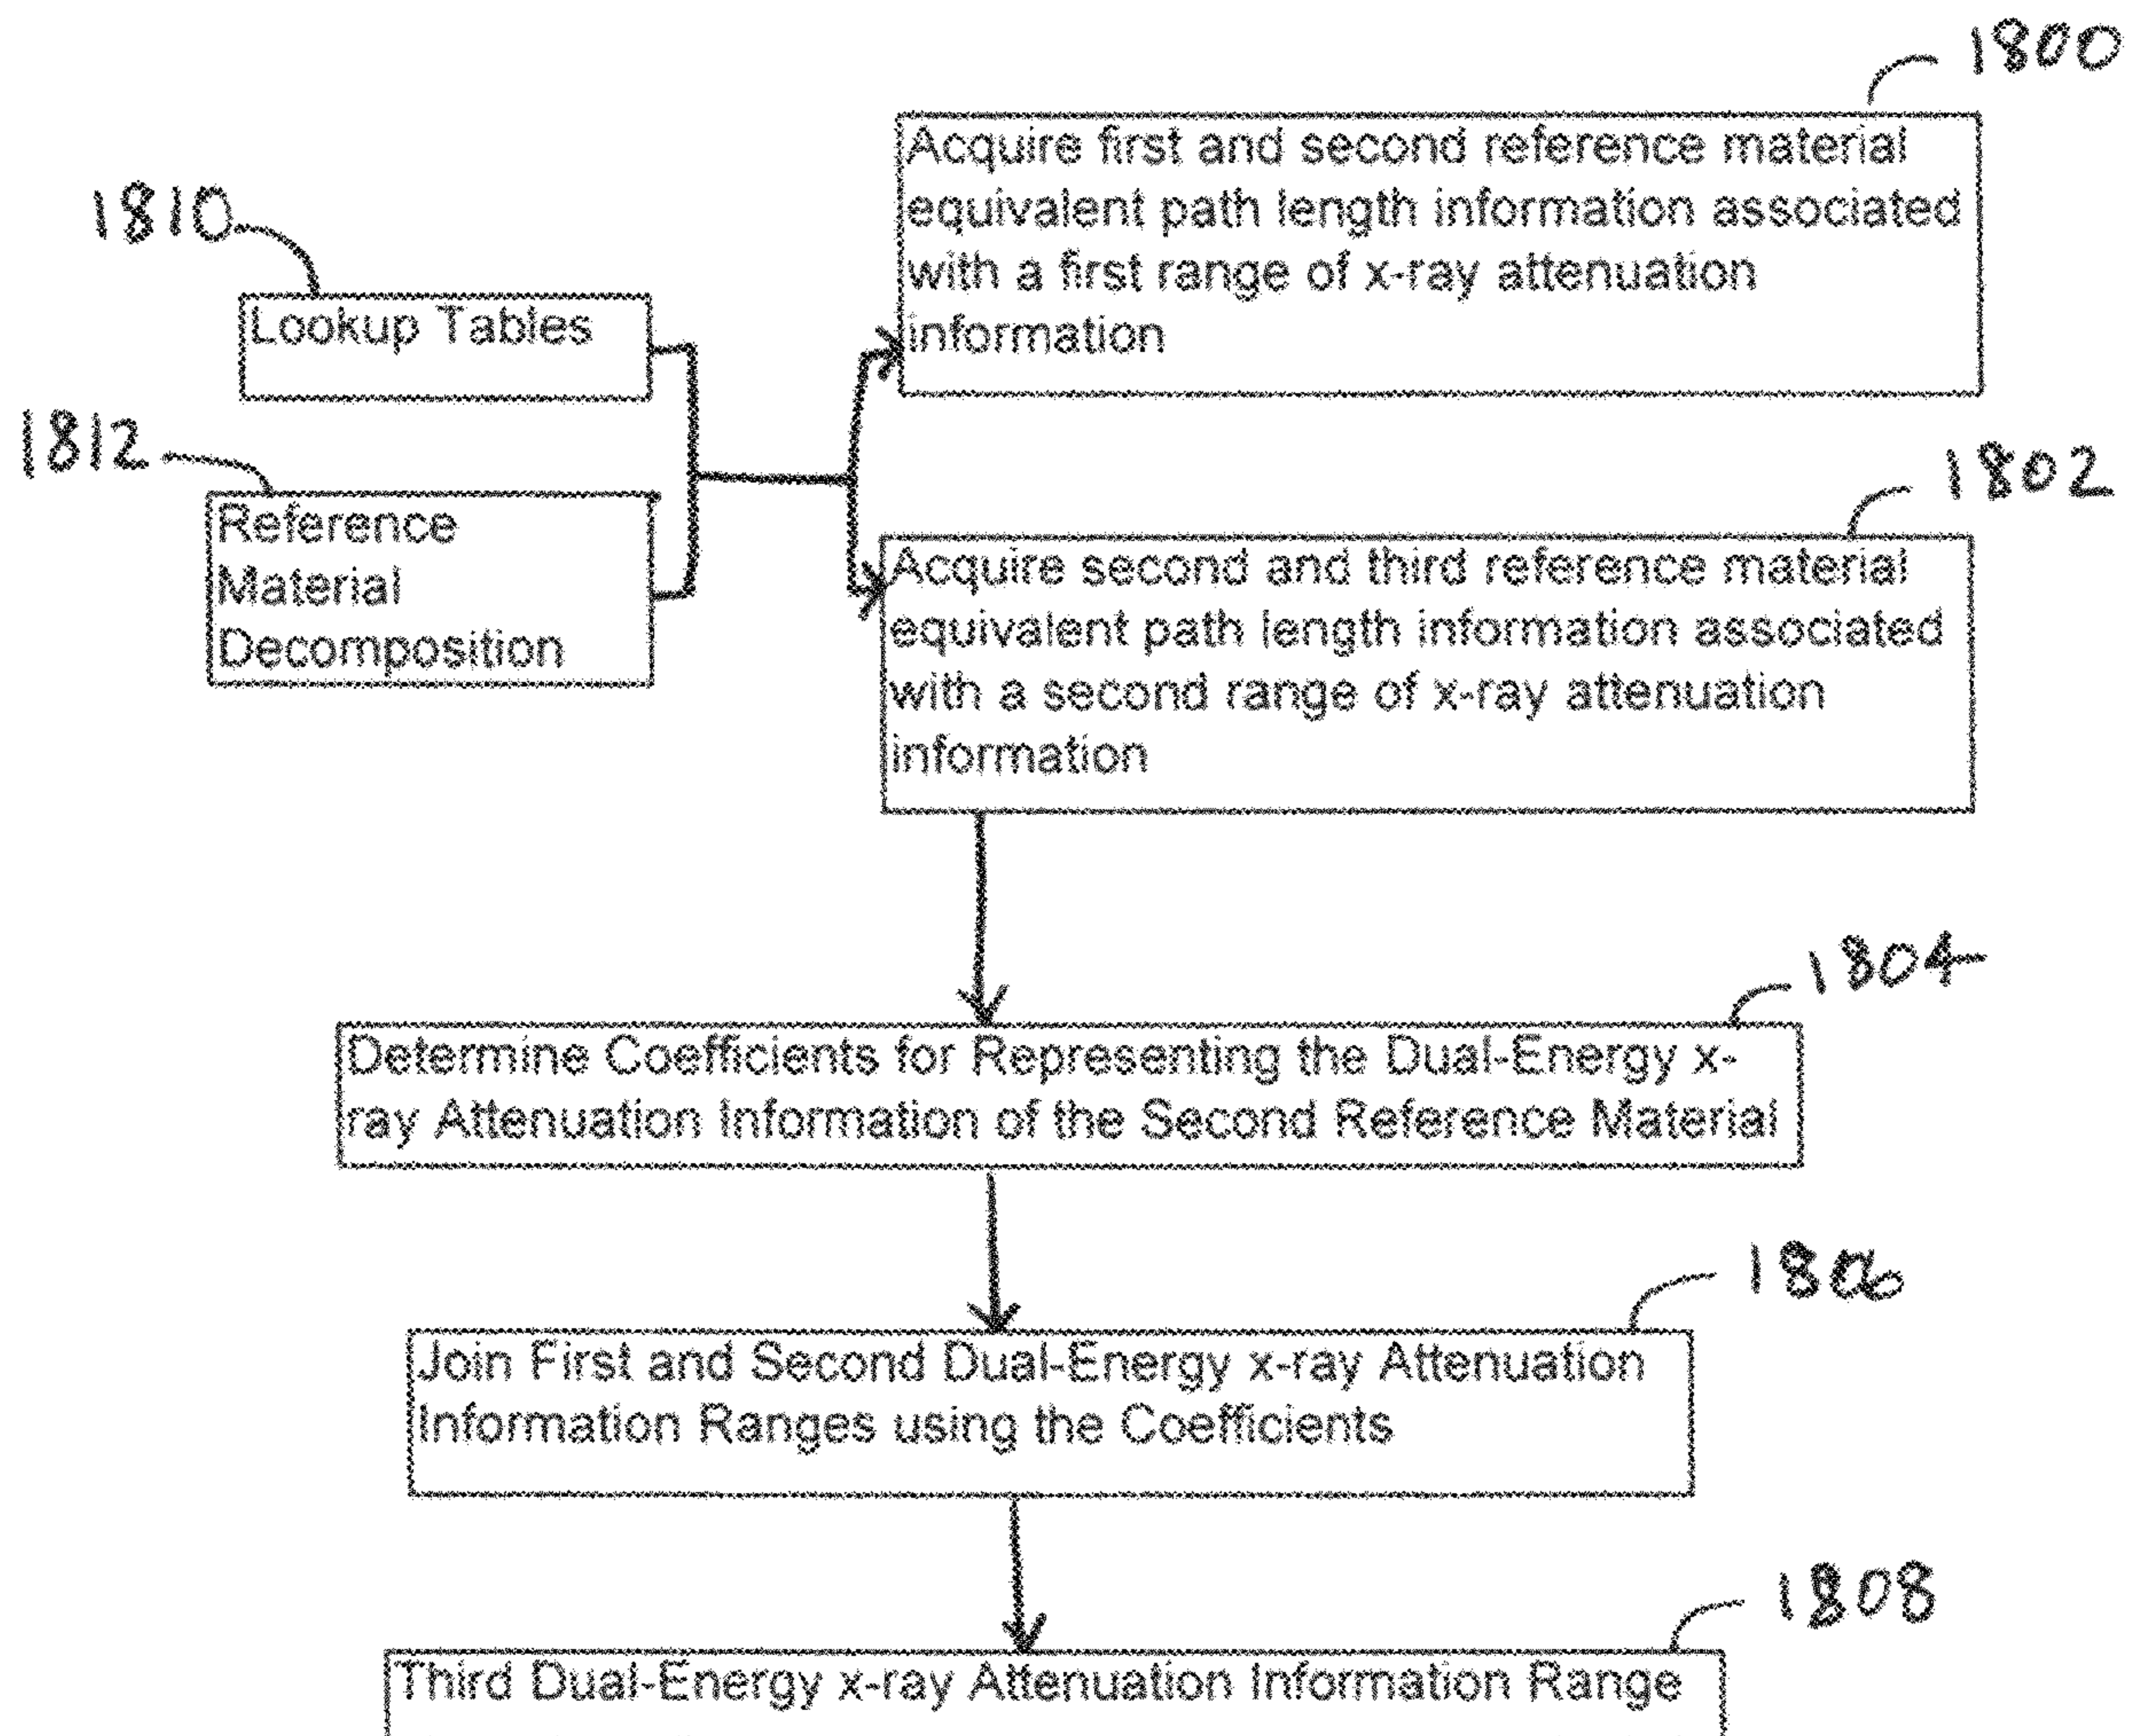 1800
Acquire first and second reference material
equivalent path length information associated
with a first range of x-ray attenuation
information
1810
Lookup Tables
1812
Reference
Material
Decomposition
1802
Acquire second and third reference material
equivalent path length information associated
with a second range of x-ray attenuation
information
1804
Determine Coefficients for Representing the Dual-Energy x-
ray Attenuation Information of the Second Reference Material
1806
Join First and Second Dual-Energy x-ray Attenuation
Information Ranges using the Coefficients
1808
Third Dual-Energy x-ray Attenuation Information Range